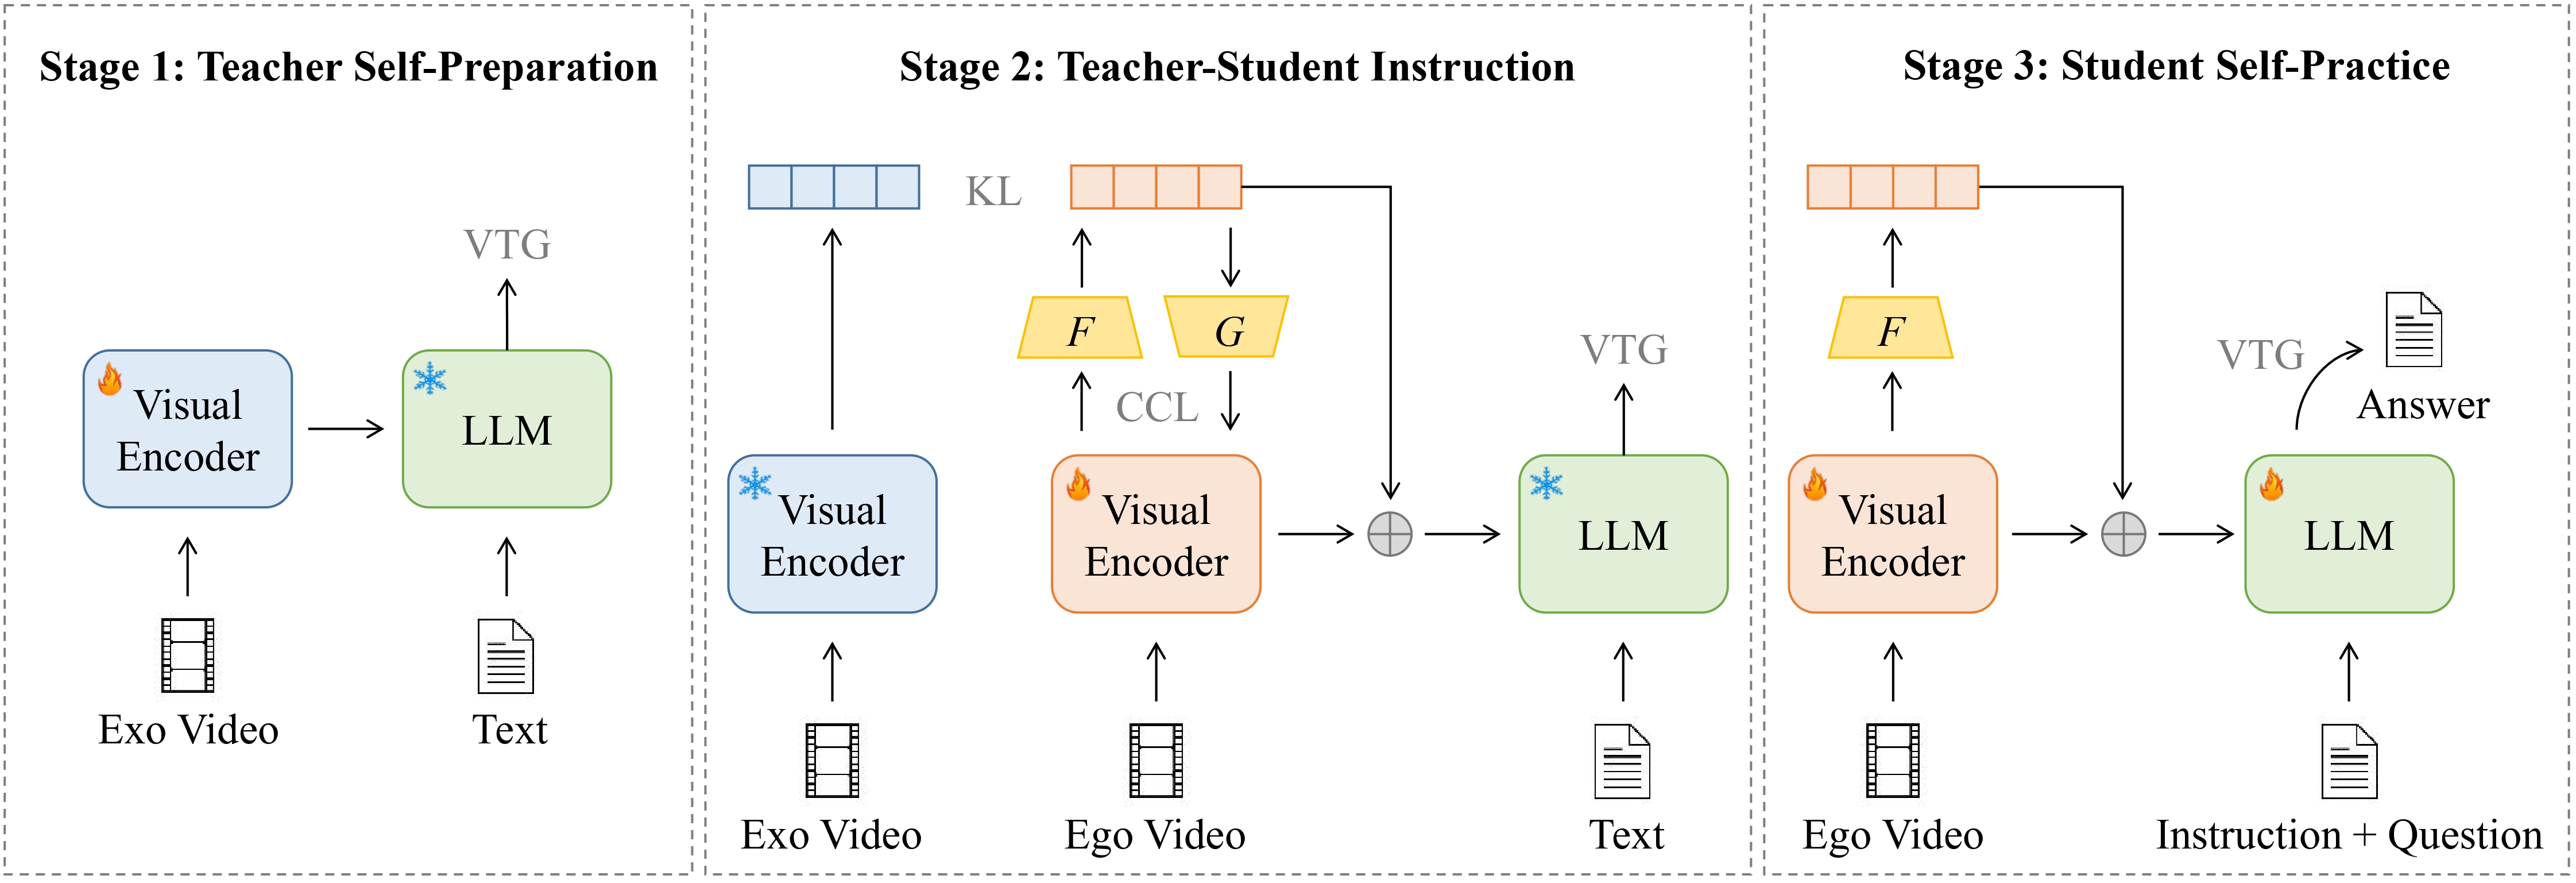 Stage 1: Teacher Self-Preparation
VTG
Visual
Encoder
LLM
Exo Video
Text
Stage 2: Teacher-Student Instruction
KL
F
G
CCL
VTG
Visual
Encoder
Visual
Encoder
LLM
Exo Video
Ego Video
Text
Stage 3: Student Self-Practice
F
VTG
Answer
Visual
Encoder
LLM
Ego Video
Instruction + Question